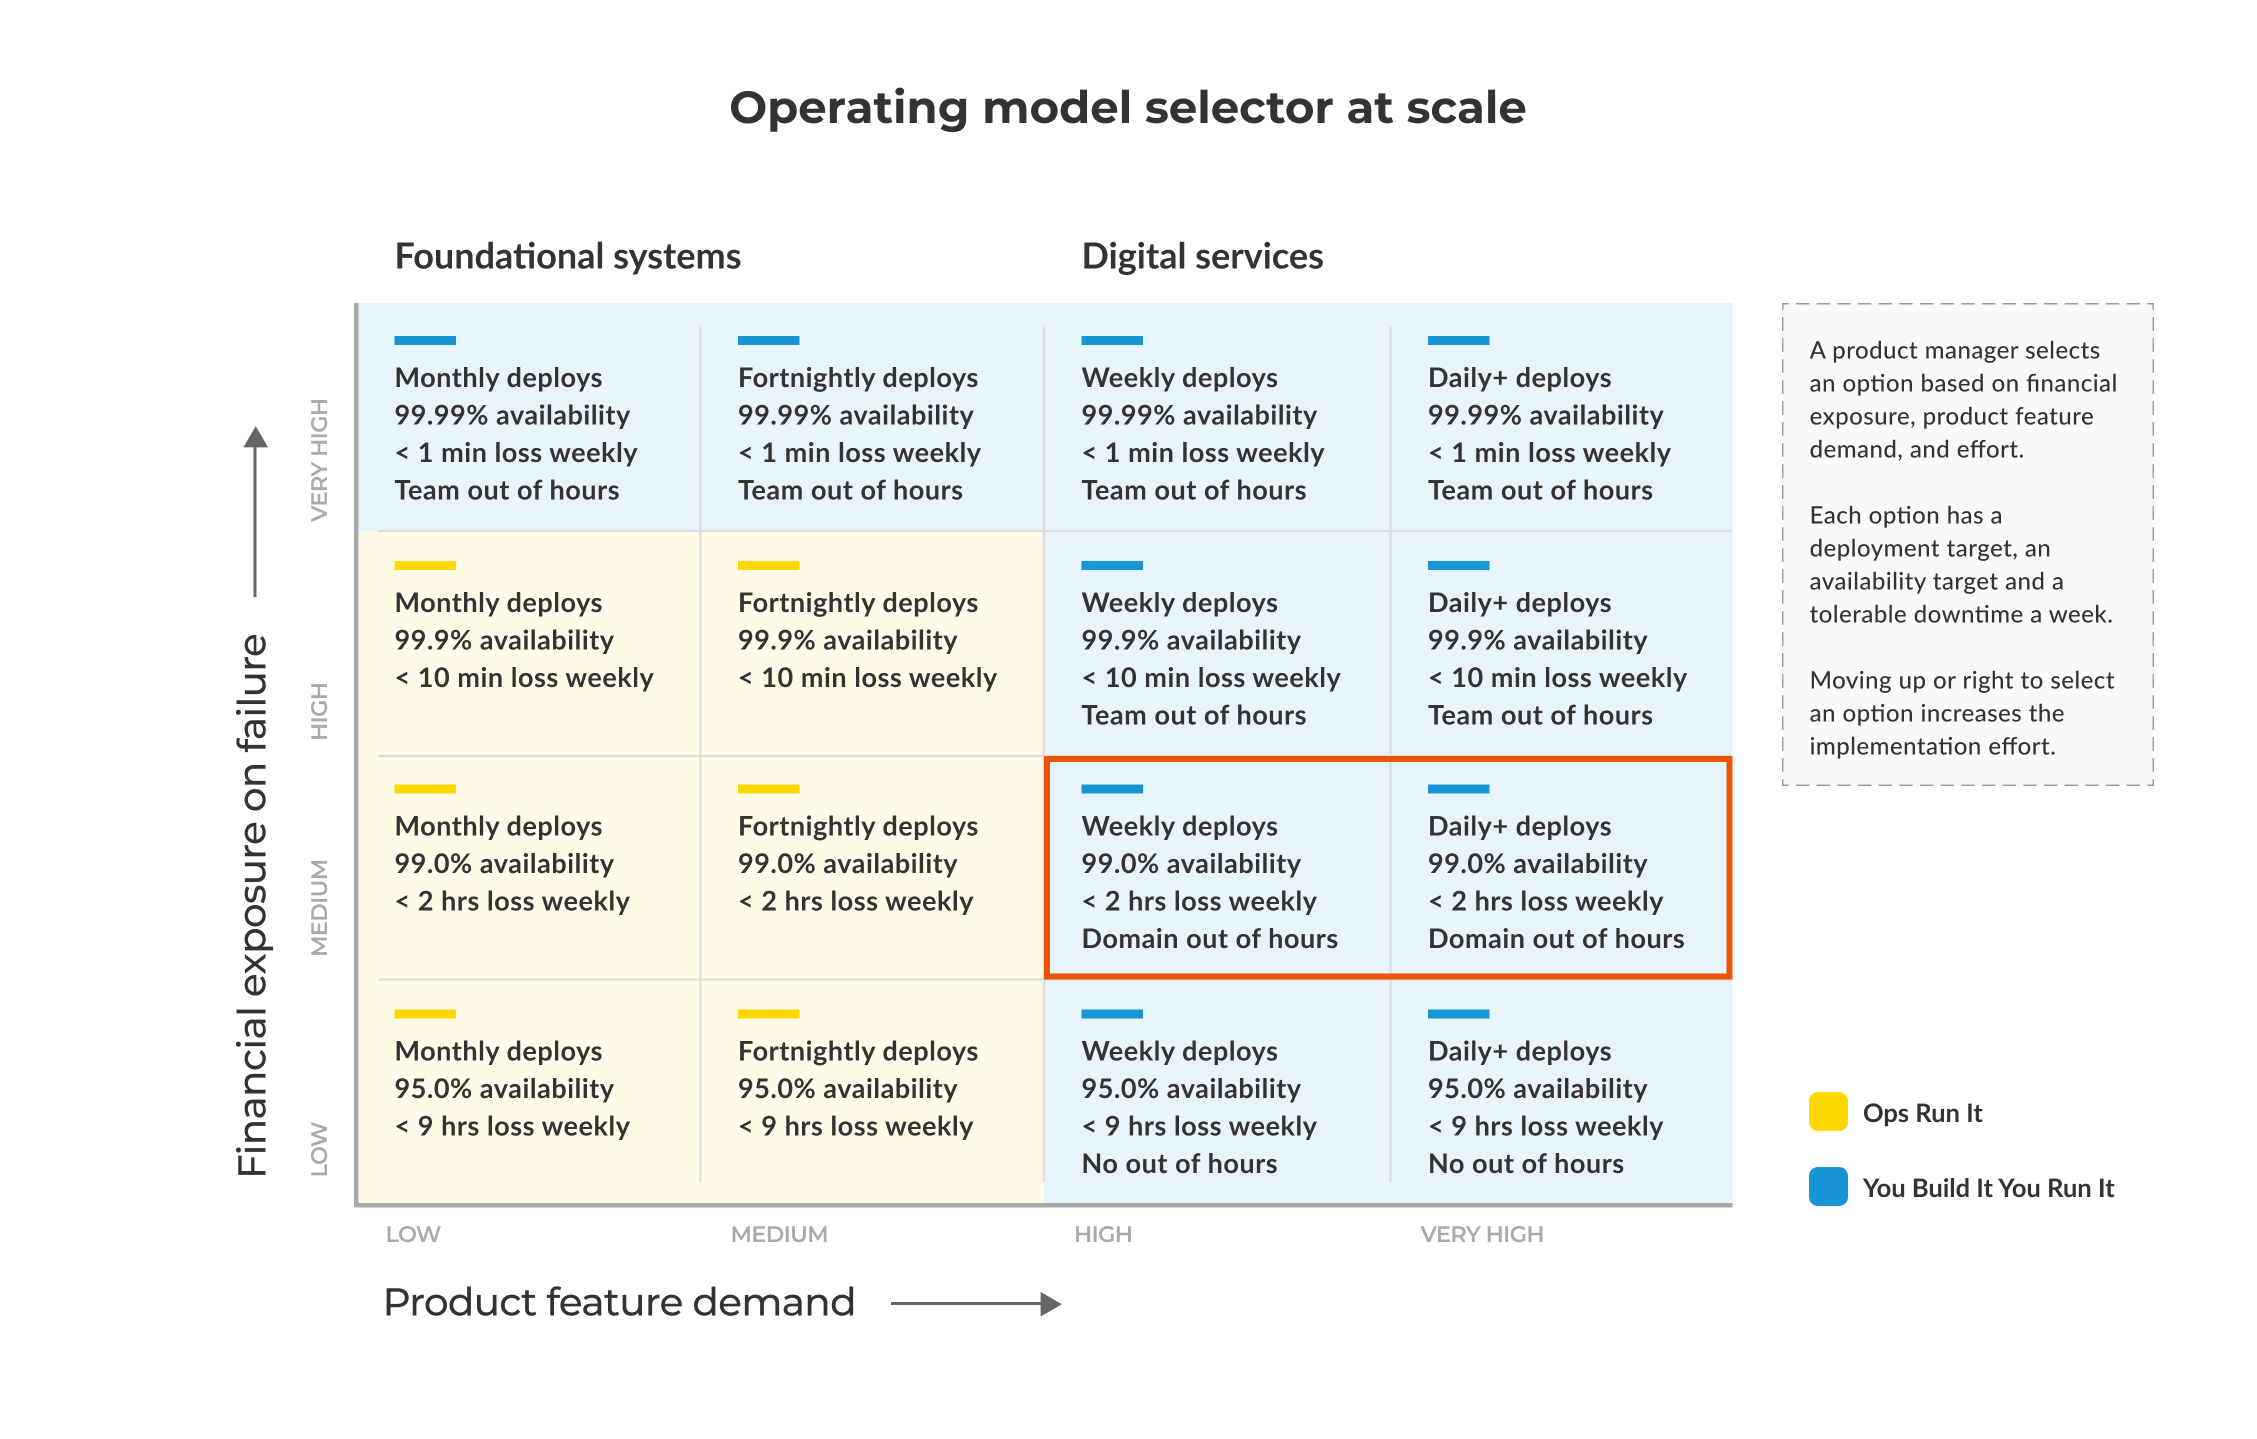 Operating model selector at scale
Foundational systems
Digital services
Financial exposure on failure
VERY HIGH
Monthly deploys
99.99% availability
< 1 min loss weekly
Team out of hours
Fortnightly deploys
99.99% availability
< 1 min loss weekly
Team out of hours
Weekly deploys
99.99% availability
< 1 min loss weekly
Team out of hours
Daily+ deploys
99.99% availability
< 1 min loss weekly
Team out of hours
HIGH
Monthly deploys
99.9% availability
< 10 min loss weekly
Fortnightly deploys
99.9% availability
< 10 min loss weekly
Weekly deploys
99.9% availability
< 10 min loss weekly
Team out of hours
Daily+ deploys
99.9% availability
< 10 min loss weekly
Team out of hours
MEDIUM
Monthly deploys
99.0% availability
< 2 hrs loss weekly
Fortnightly deploys
99.0% availability
< 2 hrs loss weekly
Weekly deploys
99.0% availability
< 2 hrs loss weekly
Domain out of hours
Daily+ deploys
99.0% availability
< 2 hrs loss weekly
Domain out of hours
LOW
Monthly deploys
95.0% availability
< 9 hrs loss weekly
Fortnightly deploys
95.0% availability
< 9 hrs loss weekly
Weekly deploys
95.0% availability
< 9 hrs loss weekly
No out of hours
Daily+ deploys
95.0% availability
< 9 hrs loss weekly
No out of hours
LOW
MEDIUM
HIGH
VERY HIGH
Product feature demand
A product manager selects
an option based on financial
exposure, product feature
demand, and effort.
Each option has a
deployment target, an
availability target and a
tolerable downtime a week.
Moving up or right to select
an option increases the
implementation effort.
Ops Run It
You Build It You Run It